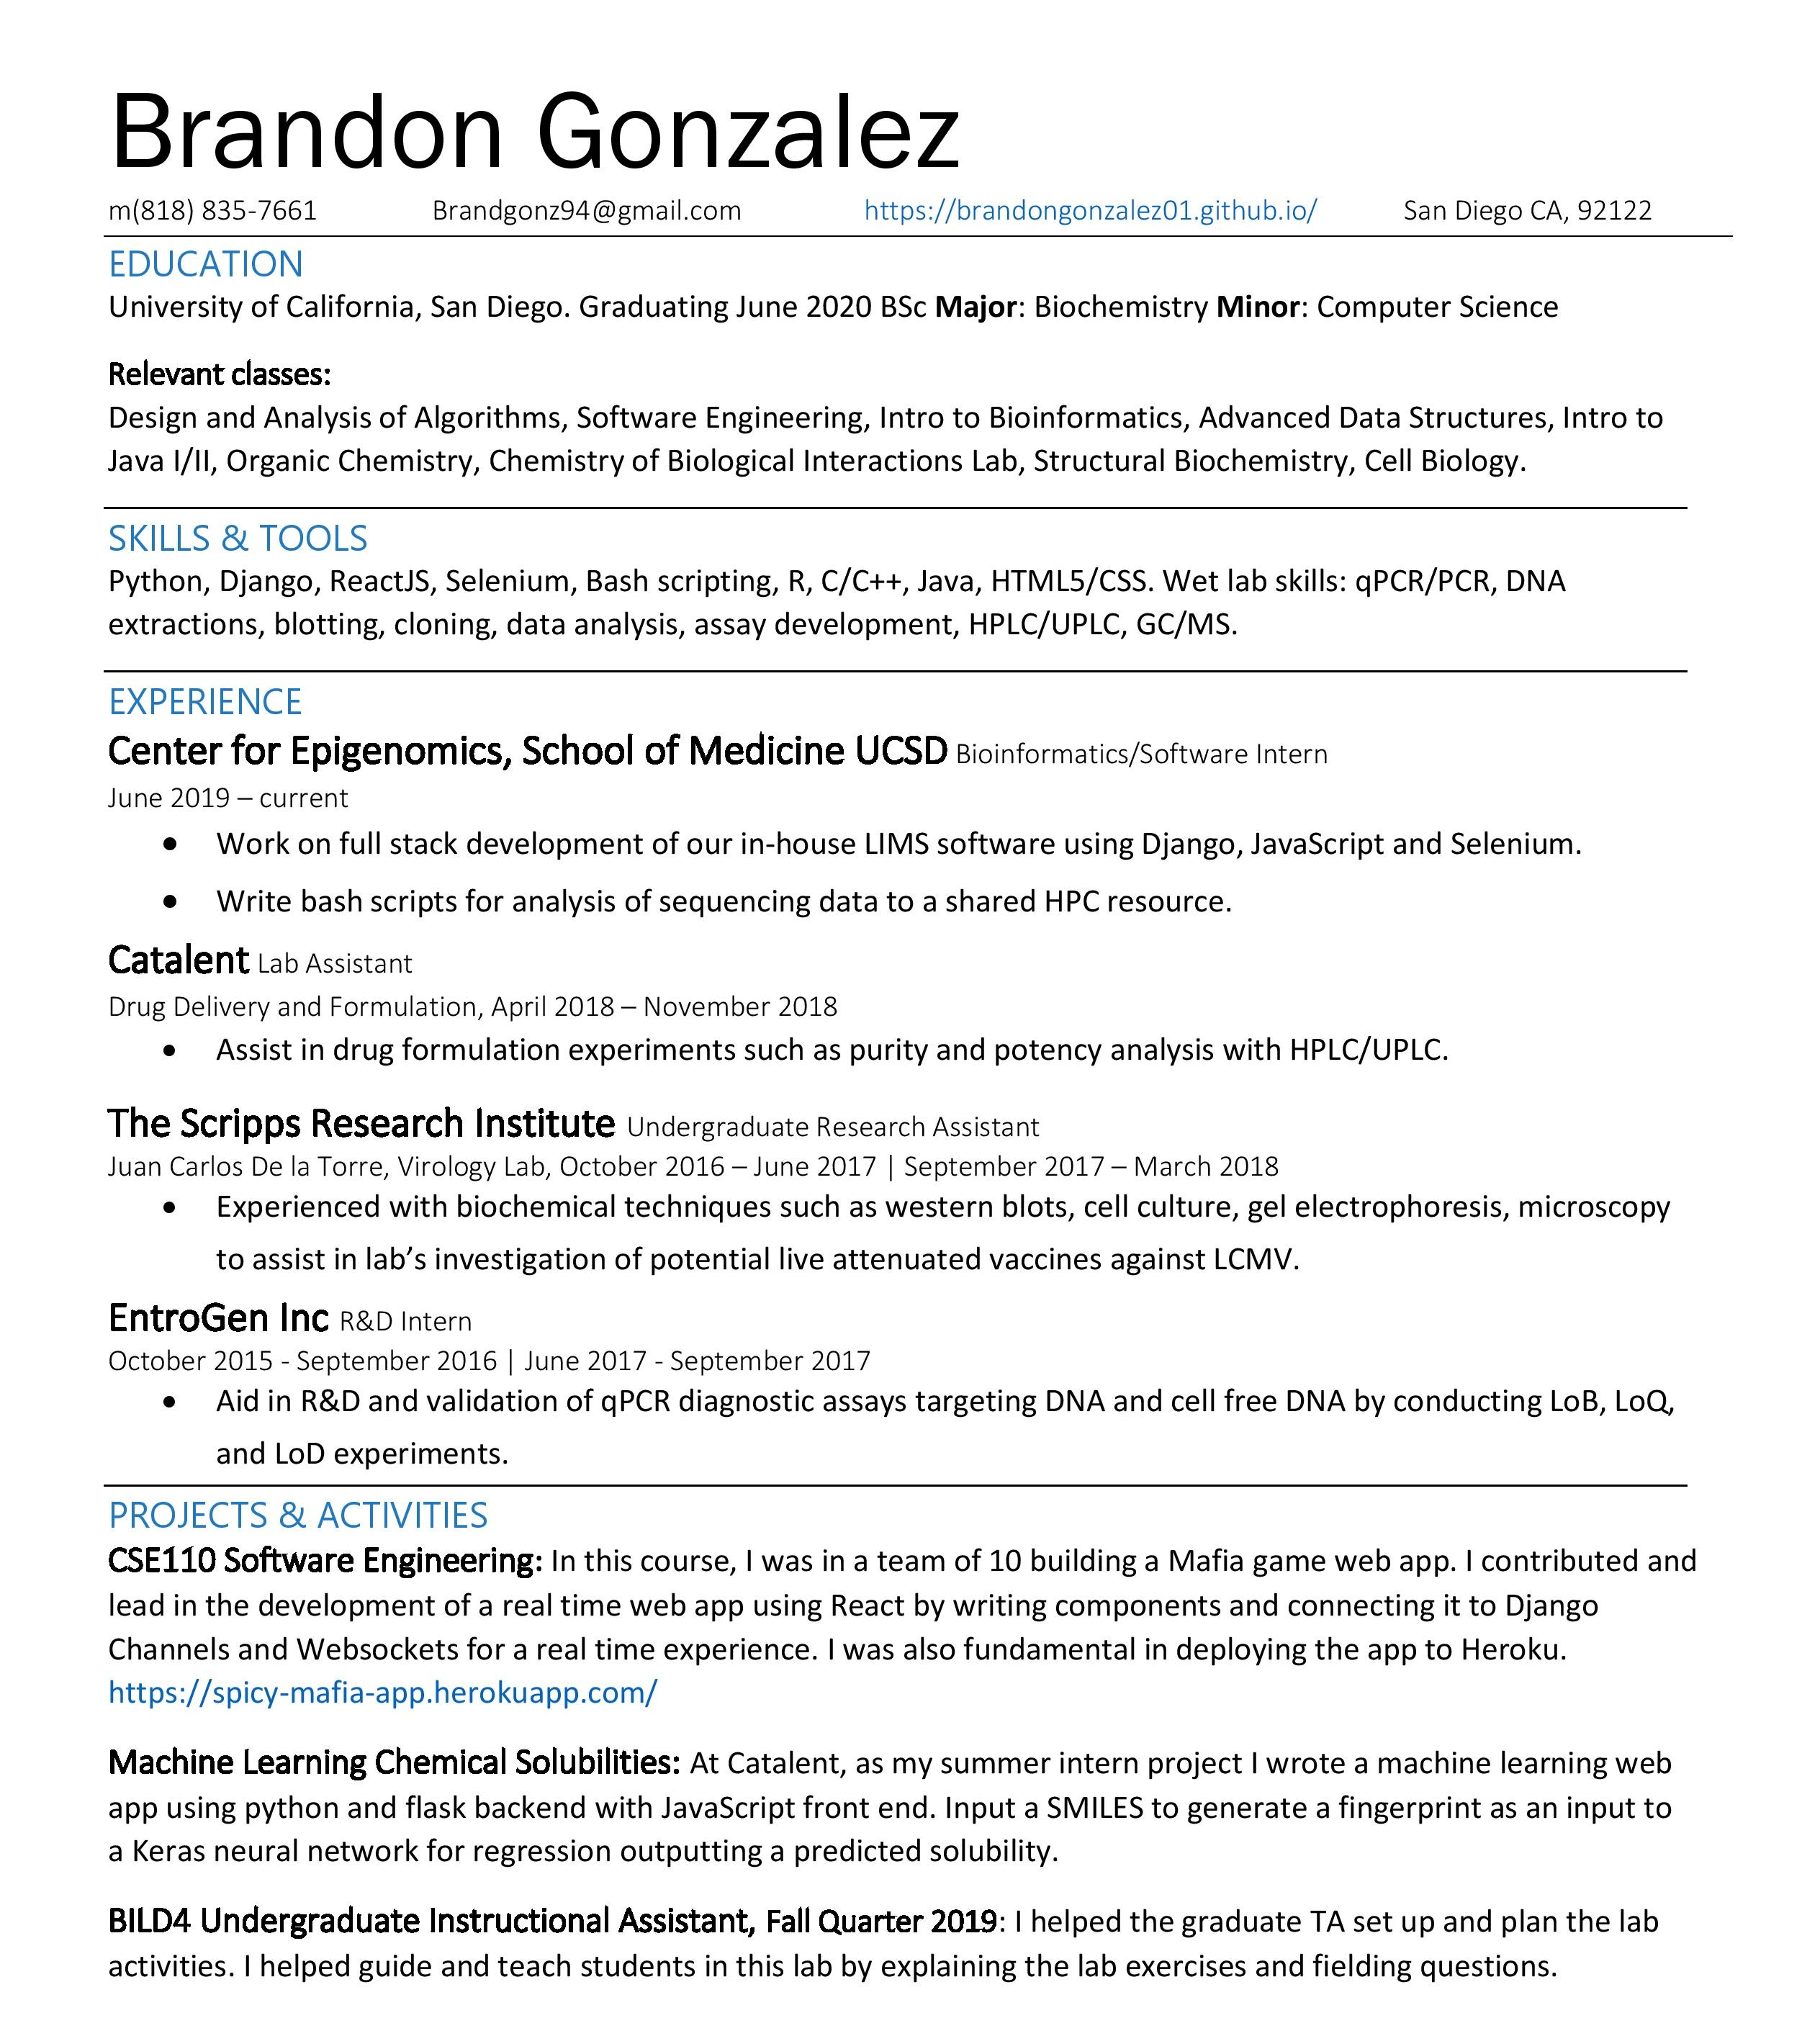 Brandon Gonzalez
m(818) 835-7661 Brandgonz94@gmail.com https://brandongonzalez01.github.io/ San Diego CA, 92122
EDUCATION
University of California, San Diego. Graduating June 2020 BSc Major: Biochemistry Minor: Computer Science
Relevant classes:
Design and Analysis of Algorithms, Software Engineering, Intro to Bioinformatics, Advanced Data Structures, Intro to
Java I/II, Organic Chemistry, Chemistry of Biological Interactions Lab, Structural Biochemistry, Cell Biology.
SKILLS & TOOLS
Python, Django, ReactJS, Selenium, Bash scripting, R, C/C++, Java, HTML5/CSS. Wet lab skills: qPCR/PCR, DNA
extractions, blotting, cloning, data analysis, assay development, HPLC/UPLC, GC/MS.
EXPERIENCE
Center for Epigenomics, School of Medicine UCSD Bioinformatics/Software Intern
June 2019 – current
• Work on full stack development of our in-house LIMS software using Django, JavaScript and Selenium.
• Write bash scripts for analysis of sequencing data to a shared HPC resource.
Catalent Lab Assistant
Drug Delivery and Formulation, April 2018 – November 2018
• Assist in drug formulation experiments such as purity and potency analysis with HPLC/UPLC.
The Scripps Research Institute Undergraduate Research Assistant
Juan Carlos De la Torre, Virology Lab, October 2016 – June 2017 | September 2017 – March 2018
• Experienced with biochemical techniques such as western blots, cell culture, gel electrophoresis, microscopy
to assist in lab’s investigation of potential live attenuated vaccines against LCMV.
EntroGen Inc R&D Intern
October 2015 - September 2016 | June 2017 - September 2017
• Aid in R&D and validation of qPCR diagnostic assays targeting DNA and cell free DNA by conducting LoB, LoQ,
and LoD experiments.
PROJECTS & ACTIVITIES
CSE110 Software Engineering: In this course, I was in a team of 10 building a Mafia game web app. I contributed and
lead in the development of a real time web app using React by writing components and connecting it to Django
Channels and Websockets for a real time experience. I was also fundamental in deploying the app to Heroku.
https://spicy-mafia-app.herokuapp.com/
Machine Learning Chemical Solubilities: At Catalent, as my summer intern project I wrote a machine learning web
app using python and flask backend with JavaScript front end. Input a SMILES to generate a fingerprint as an input to
a Keras neural network for regression outputting a predicted solubility.
BILD4 Undergraduate Instructional Assistant, Fall Quarter 2019: I helped the graduate TA set up and plan the lab
activities. I helped guide and teach students in this lab by explaining the lab exercises and fielding questions.